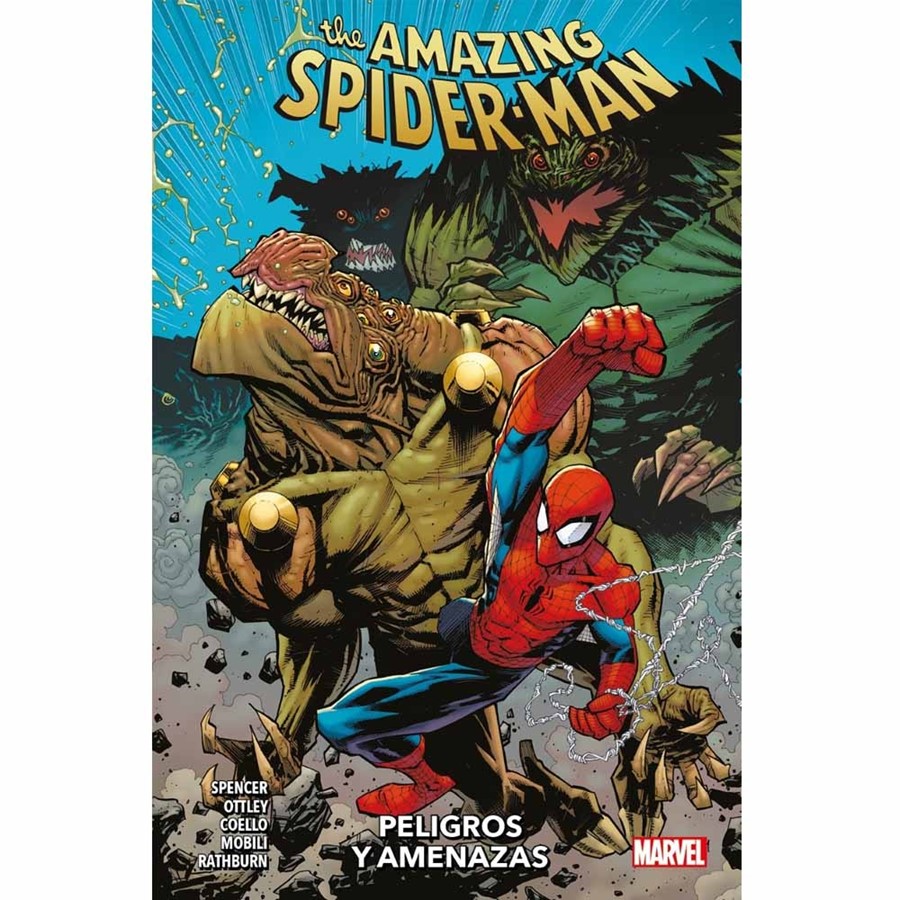 the AMAZING
SPIDER-MAN
SPENCER
OTTLEY
COELLO
MOBILI
RATHBURN
PELIGROS
Y AMENAZAS
MARVEL